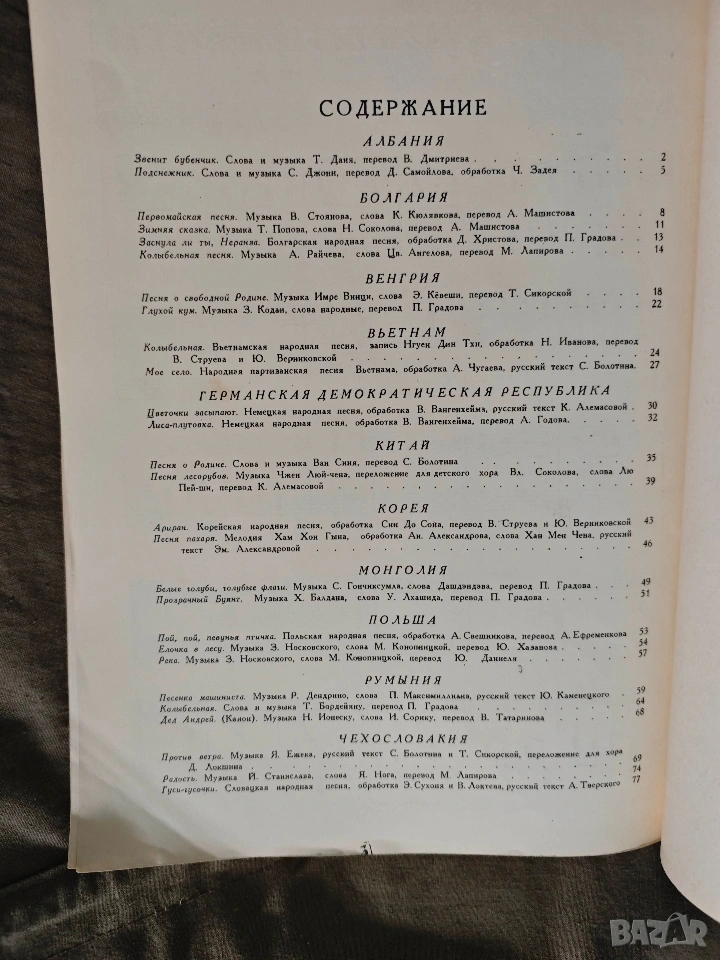 СОДЕРЖАНИЕ
АЛБАНИЯ
Звенит бубенчик. Слова и музыка Т. Даия, перевод В. Дмитриева . . . . . . . . . 2
Подснежник. Слова и музыка С. Джони, перевод Д. Самойлова, обработка Ч. Задея . . . . 5
БОЛГАРИЯ
Первомайская песня. Музыка В. Стоянова, слова К. Кюлявкова, перевод А. Машистова . . . . 8
Зимняя сказка. Музыка Т. Попова, слова Н. Соколова, перевод А. Машистова . . . . . . 11
Заснула ли ты, Неранза. Болгарская народная песня, обработка Д. Христова, перевод П. Градова . . 13
Колыбельная песня. Музыка А. Райчева, слова Цв. Ангелова, перевод М. Лапирова . . . . 14
ВЕНГРИЯ
Песня о свободной Родине. Музыка Имре Винци, слова Э. Кёвеши, перевод Т. Сикорской . . . . 18
Глухой кум. Музыка З. Кодаи, слова народные, перевод П. Градова . . . . . . . . 22
ВЬЕТНАМ
Колыбельная. Вьетнамская народная песня, запись Нгуен Дин Тхи, обработка Н. Иванова, перевод
В. Струева и Ю. Верниковской . . . . . . . . . . . . . 24
Мое село. Народная партизанская песня Вьетнама, обработка А. Чугаева, русский текст С. Болотина. 27
ГЕРМАНСКАЯ ДЕМОКРАТИЧЕСКАЯ РЕСПУБЛИКА
Цветочки засыпают. Немецкая народная песня, обработка В. Вангенхейма, русский текст К. Алемасовой . 30
Лиса-плутовка. Немецкая народная песня, обработка В. Вангенхейма, перевод А. Годова. . . . 32
КИТАЙ
Песня о Родине. Слова и музыка Ван Сина, перевод С. Болотина . . . . . . . . . 35
Песня лесорубов. Музыка Чжен Люй-чена, переложение для детского хора Вл. Соколова, слова Лю
Пей-ши, перевод К. Алемасовой . . . . . . . . . . . . . 39
КОРЕЯ
Ариран. Корейская народная песня, обработка Син До Сона, перевод В. Струева и Ю. Верниковской 43
Песня пахаря. Мелодия Хам Хон Гына, обработка Ан. Александрова, слова Хан Мен Чева, русский
текст Эм. Александровой . . . . . . . . . . . . . . 46
МОНГОЛИЯ
Белые голуби, голубые флаги. Музыка С. Гончиксумла, слова Дашдэндэва, перевод П. Градова . . . 49
Прозрачный Буянт. Музыка Х. Балдана, слова У. Лхашида, перевод П. Градова . . . . . . 51
ПОЛЬША
Пой, пой, певунья птичка. Польская народная песня, обработка А. Свешникова, перевод А. Ефременкова 53
Елочка в лесу. Музыка З. Носковского, слова М. Конопницкой, перевод Ю. Хазанова . . . . 54
Река. Музыка З. Носковского, слова М. Конопницкой, перевод Ю. Даниеля . . . . . . 57
РУМЫНИЯ
Песенка машиниста. Музыка Р. Дендрино, слова П. Максимиллиана, русский текст Ю. Каменецкого . . 59
Колыбельная. Слова и музыка Т. Бордейяну, перевод П. Градова . . . . . . . . 64
Дед Андрей. (Канон). Музыка Н. Ионеску, слова И. Сорику, перевод В. Татаринова . . . . . 68
ЧЕХОСЛОВАКИЯ
Против ветра. Музыка Я. Ежека, русский текст С. Болотина и Т. Сикорской, переложение для хора
Д. Локшина . . . . . . . . . . . . . . . . 69
Радость. Музыка Й. Станислава, слова Я. Нога, перевод М. Лапирова . . . . . . . 74
Гуси-гусочки. Словацкая народная песня, обработка Э. Сухоня и В. Локтева, русский текст А. Тверского 77
BAZAR